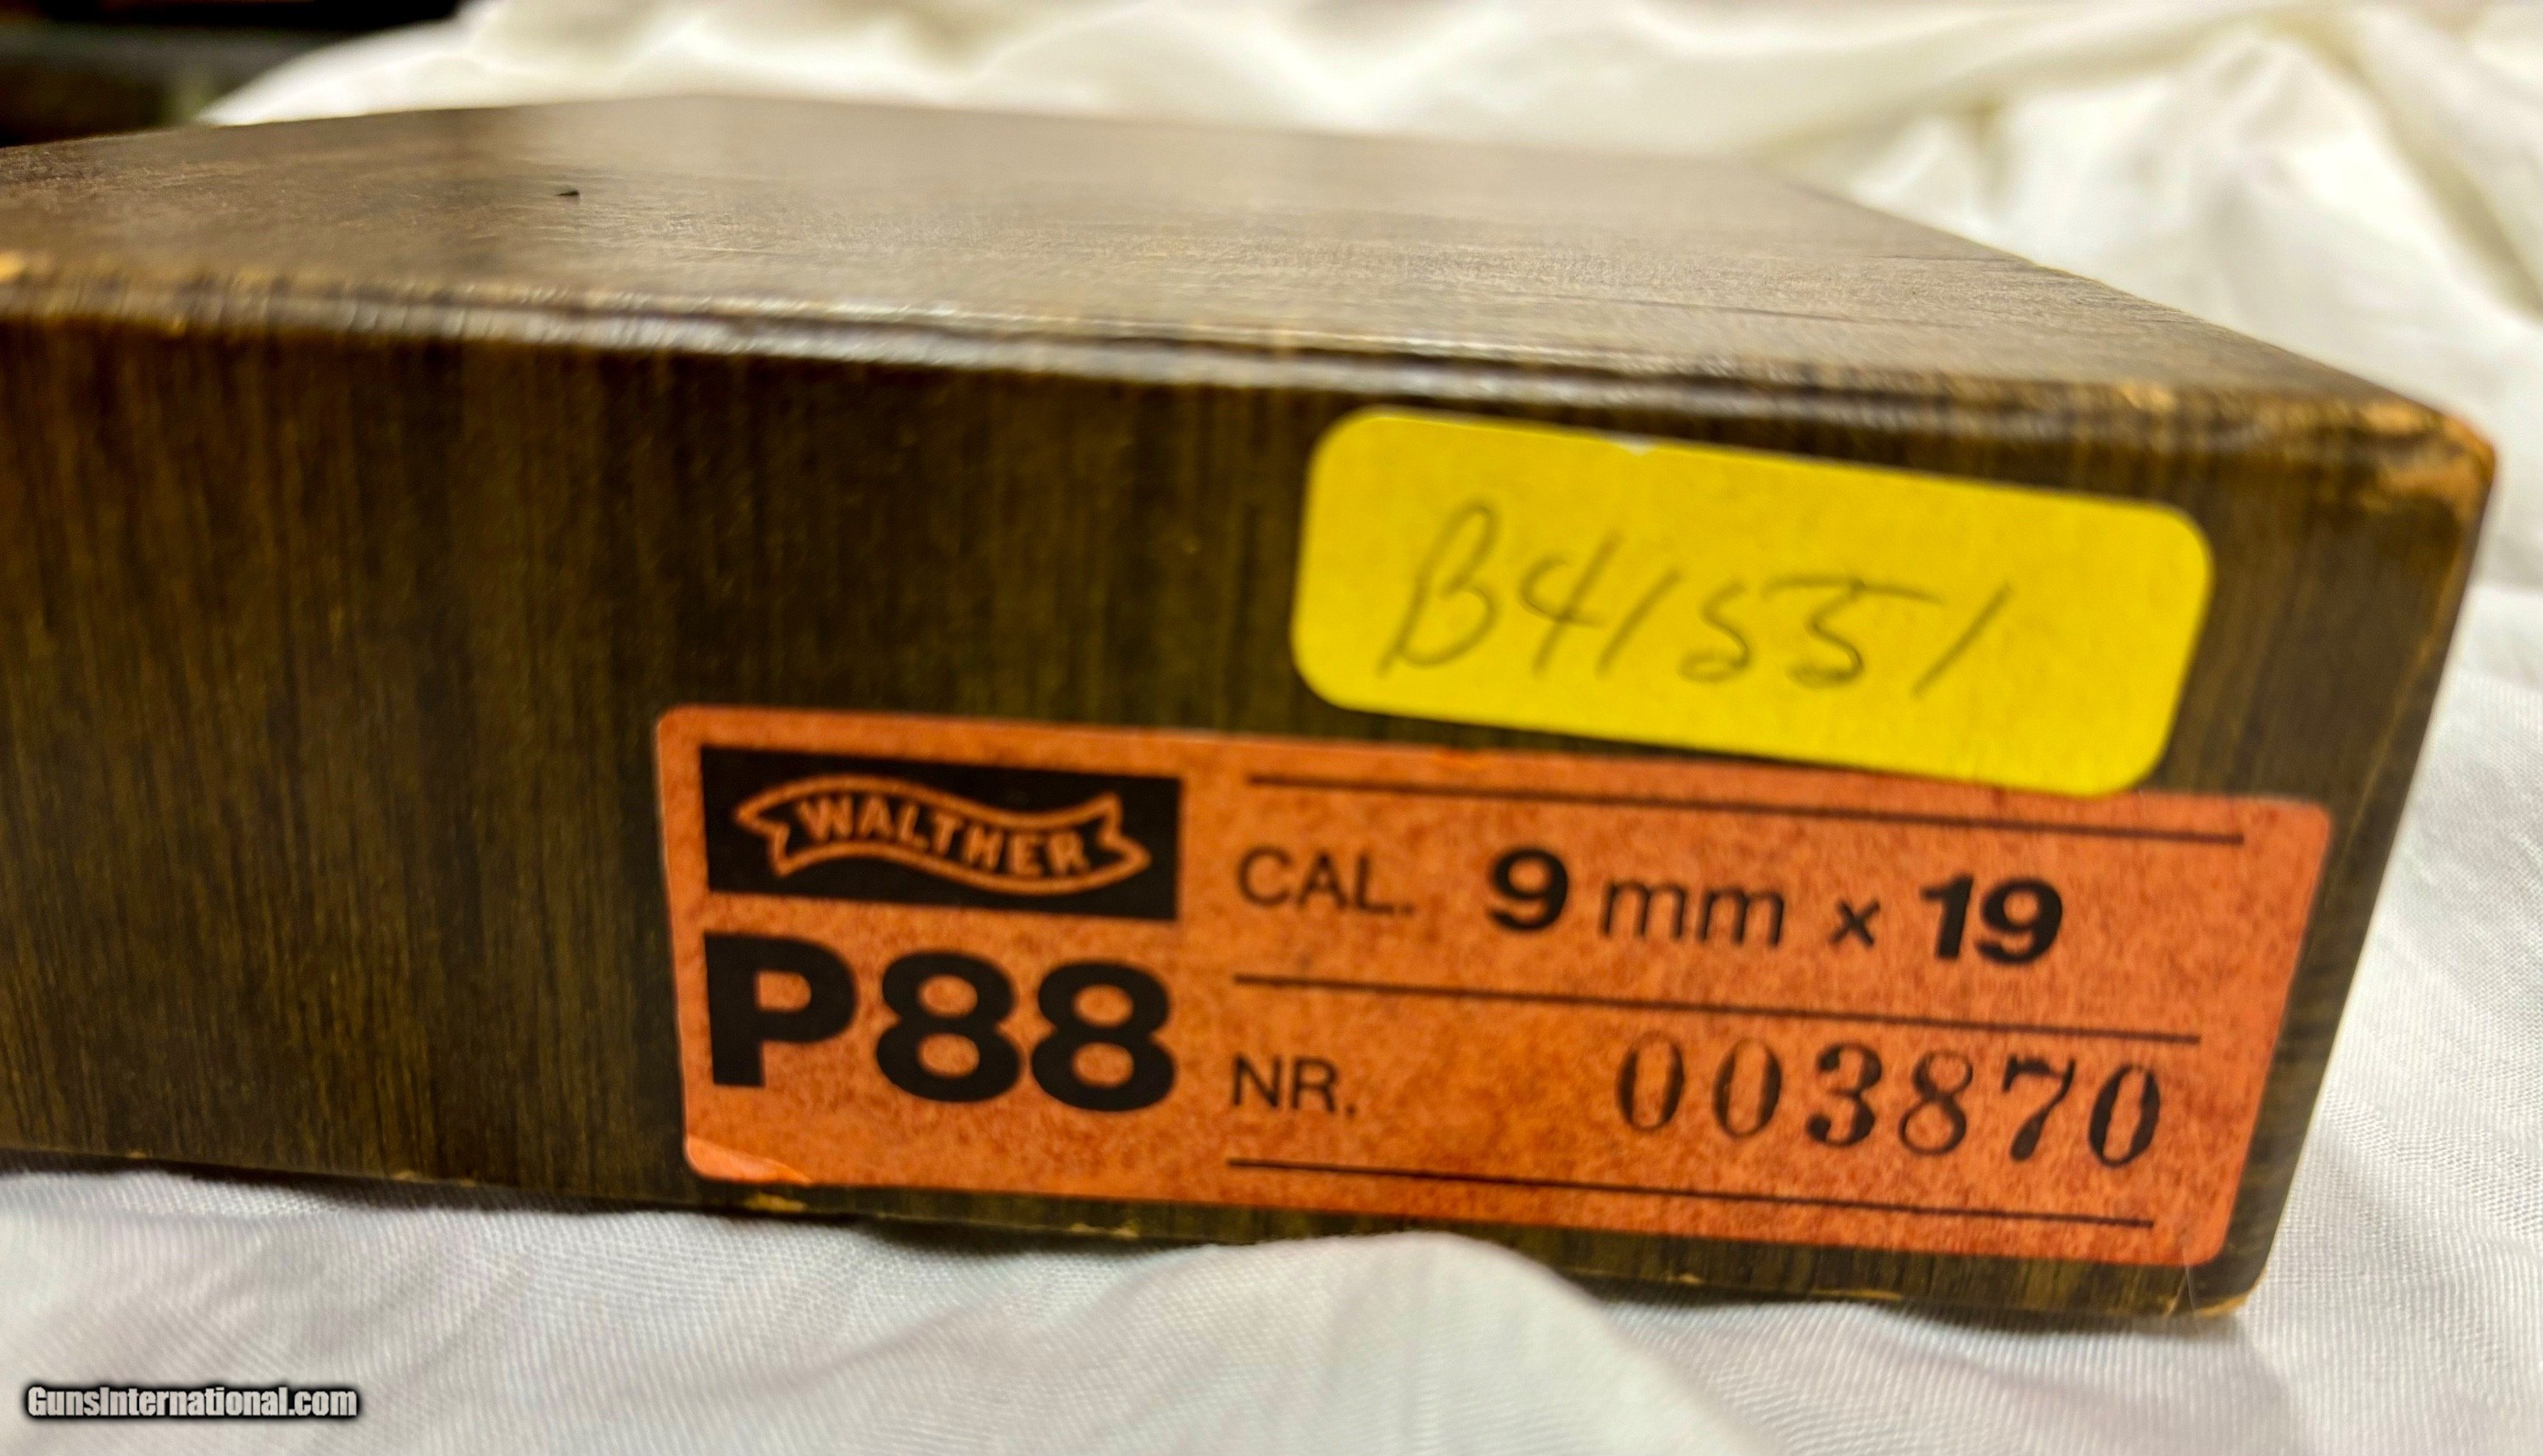 B41551
WALTHER
P88
CAL. 9 mm x 19
NR. 003870
GunsInternational.com